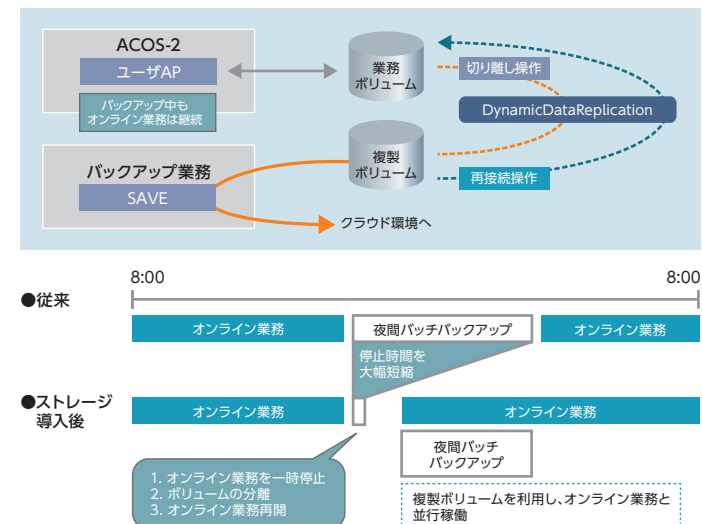 ACOS-2
ユーザAP
バックアップ中も
オンライン業務は継続
業務
ボリューム
切り離し操作
DynamicDataReplication
複製
ボリューム
再接続操作
バックアップ業務
SAVE
クラウド環境へ
8:00
8:00
●従来
オンライン業務
夜間バッチバックアップ
オンライン業務
停止時間を
大幅短縮
●ストレージ
導入後
オンライン業務
オンライン業務
夜間バッチ
バックアップ
1. オンライン業務を一時停止
2. ボリュームの分離
3. オンライン業務再開
複製ボリュームを利用し、オンライン業務と
並行稼働